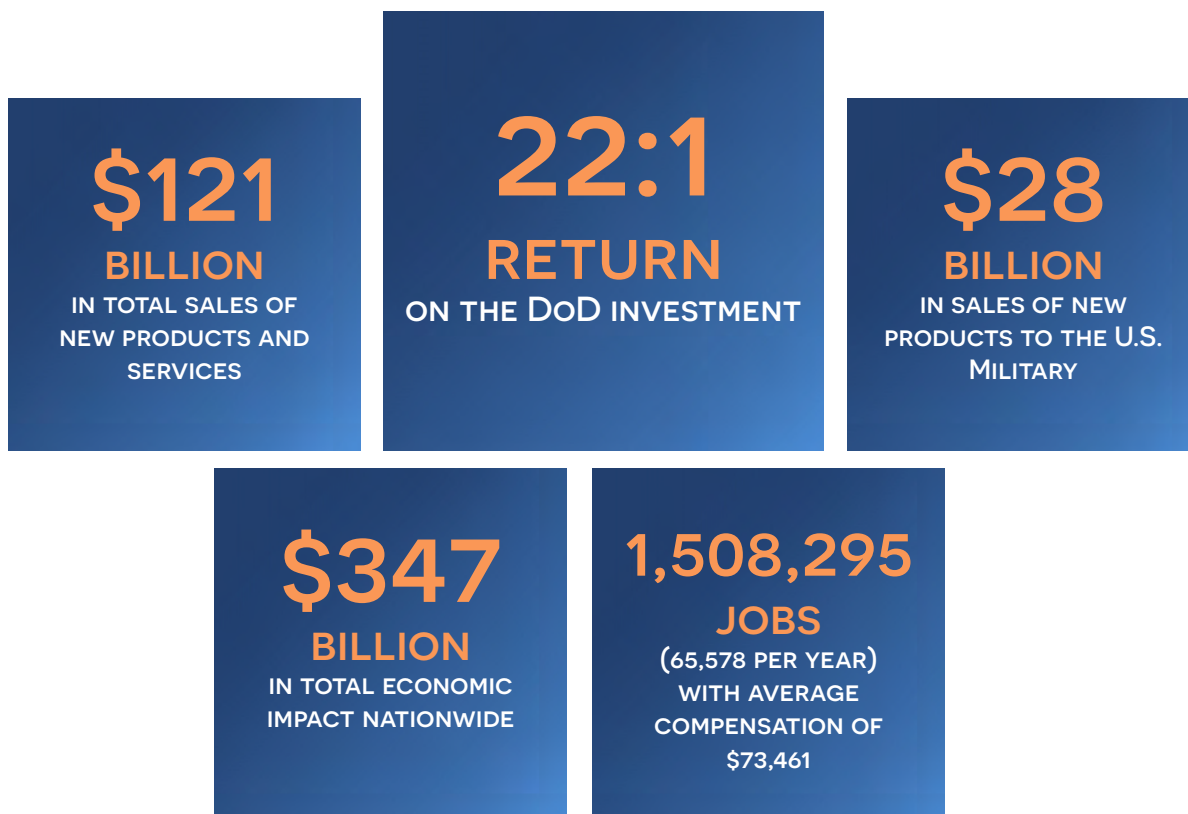 $121
BILLION
IN TOTAL SALES OF
NEW PRODUCTS AND
SERVICES
22:1
RETURN
ON THE DOD INVESTMENT
$28
BILLION
IN SALES OF NEW
PRODUCTS TO THE U.S.
MILITARY
$347
BILLION
IN TOTAL ECONOMIC
IMPACT NATIONWIDE
1,508,295
JOBS
(65,578 PER YEAR)
WITH AVERAGE
COMPENSATION OF
$73,461